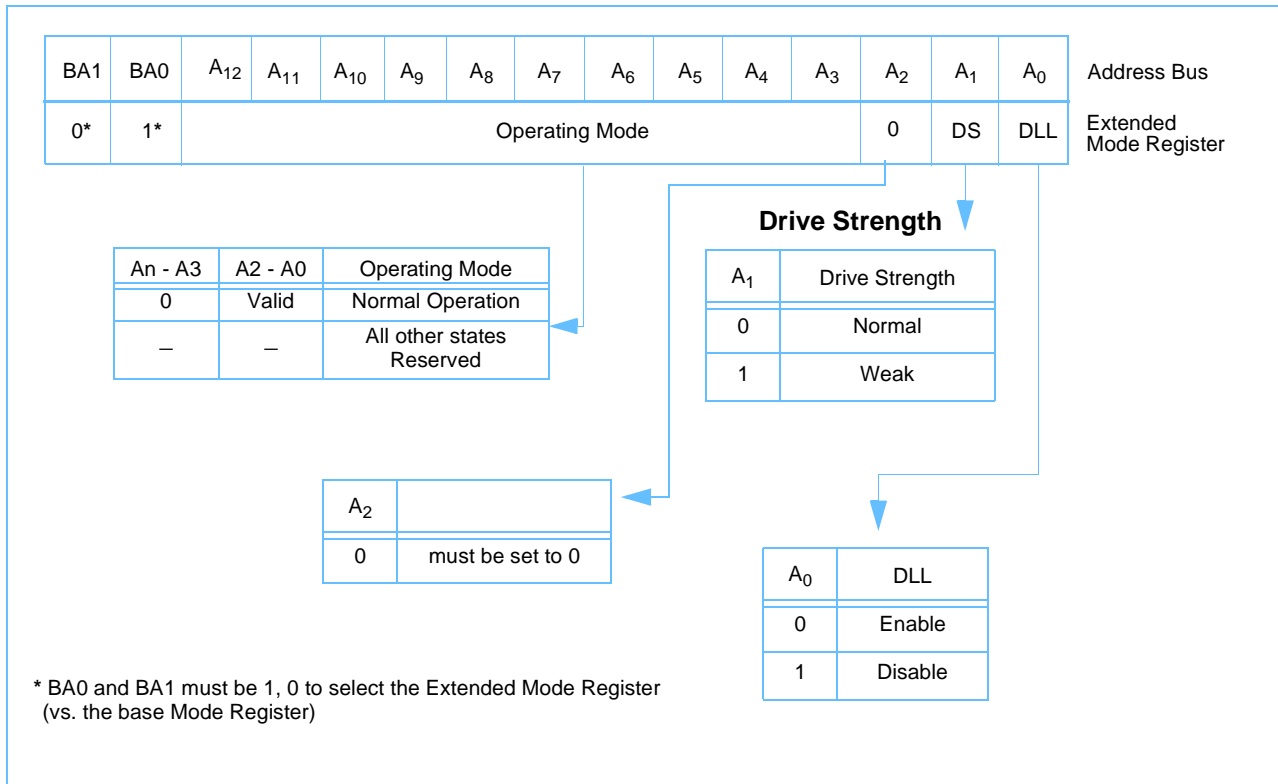 BA1 BA0 A12 A11 A10 A9 A8 A7 A6 A5 A4 A3 A2 A1 A0 Address Bus
0* 1* Operating Mode 0 DS DLL Extended
Mode Register
Drive Strength
An - A3 A2 - A0 Operating Mode
0 Valid Normal Operation
– – All other states
Reserved
A1 Drive Strength
0 Normal
1 Weak
A2
0 must be set to 0
A0 DLL
0 Enable
1 Disable
* BA0 and BA1 must be 1, 0 to select the Extended Mode Register
(vs. the base Mode Register)